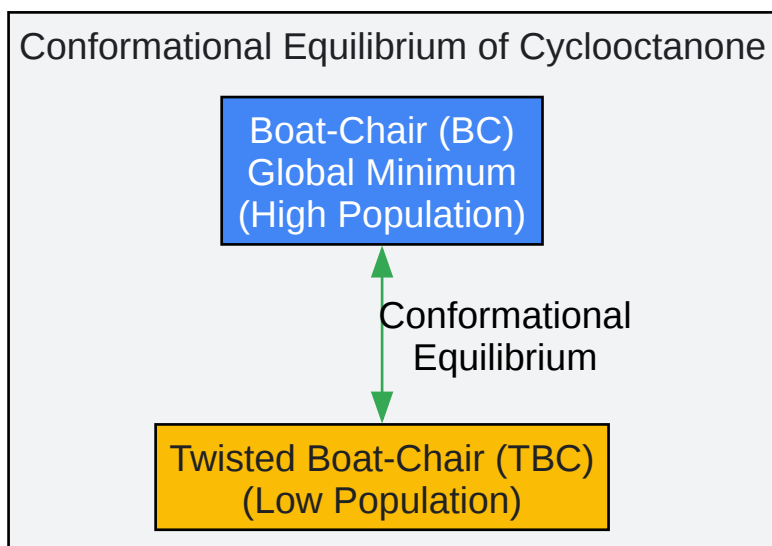 Conformational Equilibrium of Cyclooctanone
Boat-Chair (BC)
Global Minimum
(High Population)
Conformational
Equilibrium
Twisted Boat-Chair (TBC)
(Low Population)